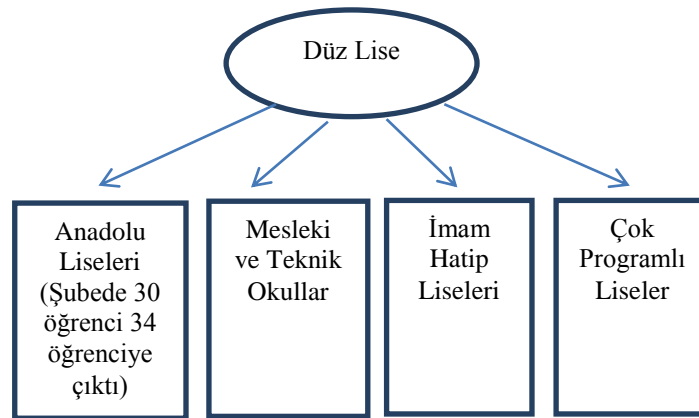 Düz Lise
Anadolu
Liseleri
(Şubede 30
öğrenci 34
öğrenciye
çıktı)
Mesleki
ve Teknik
Okullar
İmam
Hatip
Liseleri
Çok
Programlı
Liseler